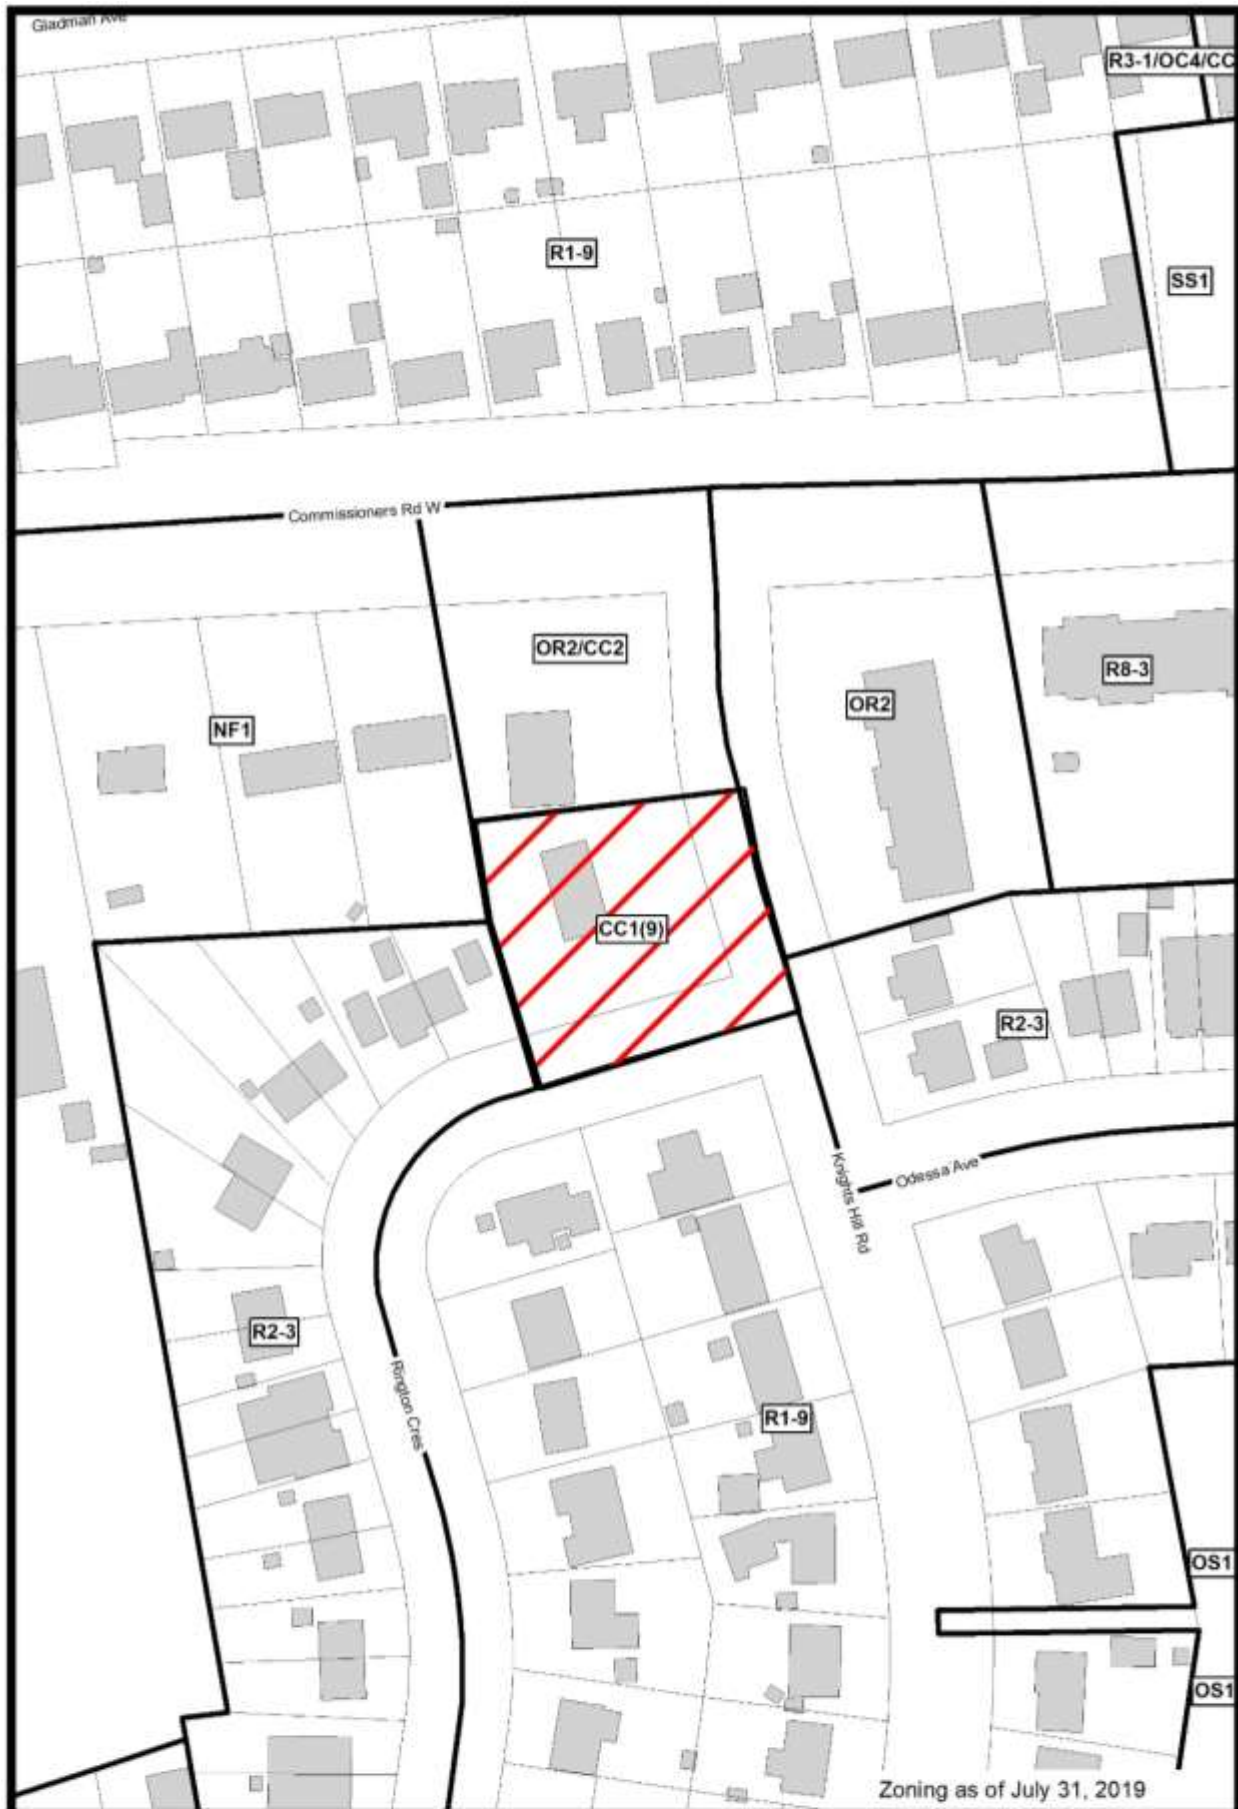 Gladman Ave
R3-1/OC4/CC
R1-9
SS1
Commissioners Rd W
OR2/CC2
R8-3
OR2
NF1
CC1(9)
R2-3
Knights Hill Rd
Odessa Ave
R2-3
Rington Cres
R1-9
OS1
OS1
Zoning as of July 31, 2019